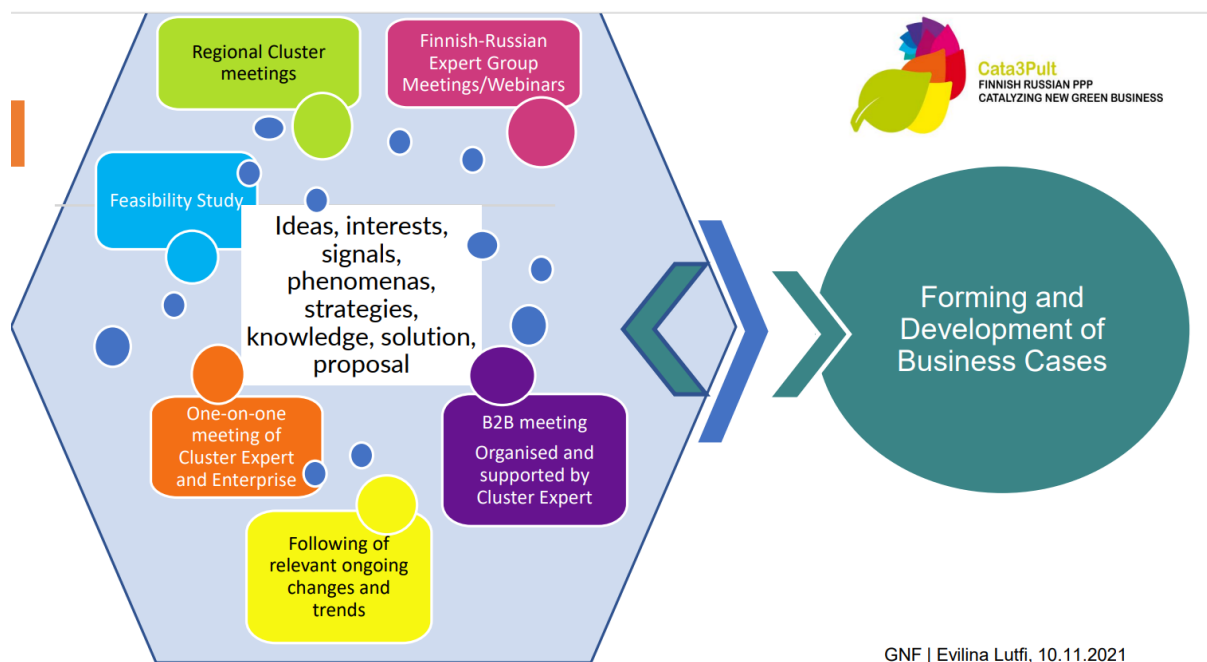 Regional Cluster
meetings
Finnish-Russian
Expert Group
Meetings/Webinars
Cata3Pult
FINNISH RUSSIAN PPP
CATALYZING NEW GREEN BUSINESS
Feasibility Study
Ideas, interests,
signals,
phenomenas,
strategies,
knowledge, solution,
proposal
Forming and
Development of
Business Cases
One-on-one
meeting of
Cluster Expert
and Enterprise
B2B meeting
Organised and
supported by
Cluster Expert
Following of
relevant ongoing
changes and
trends
GNF | Evilina Lutfi, 10.11.2021